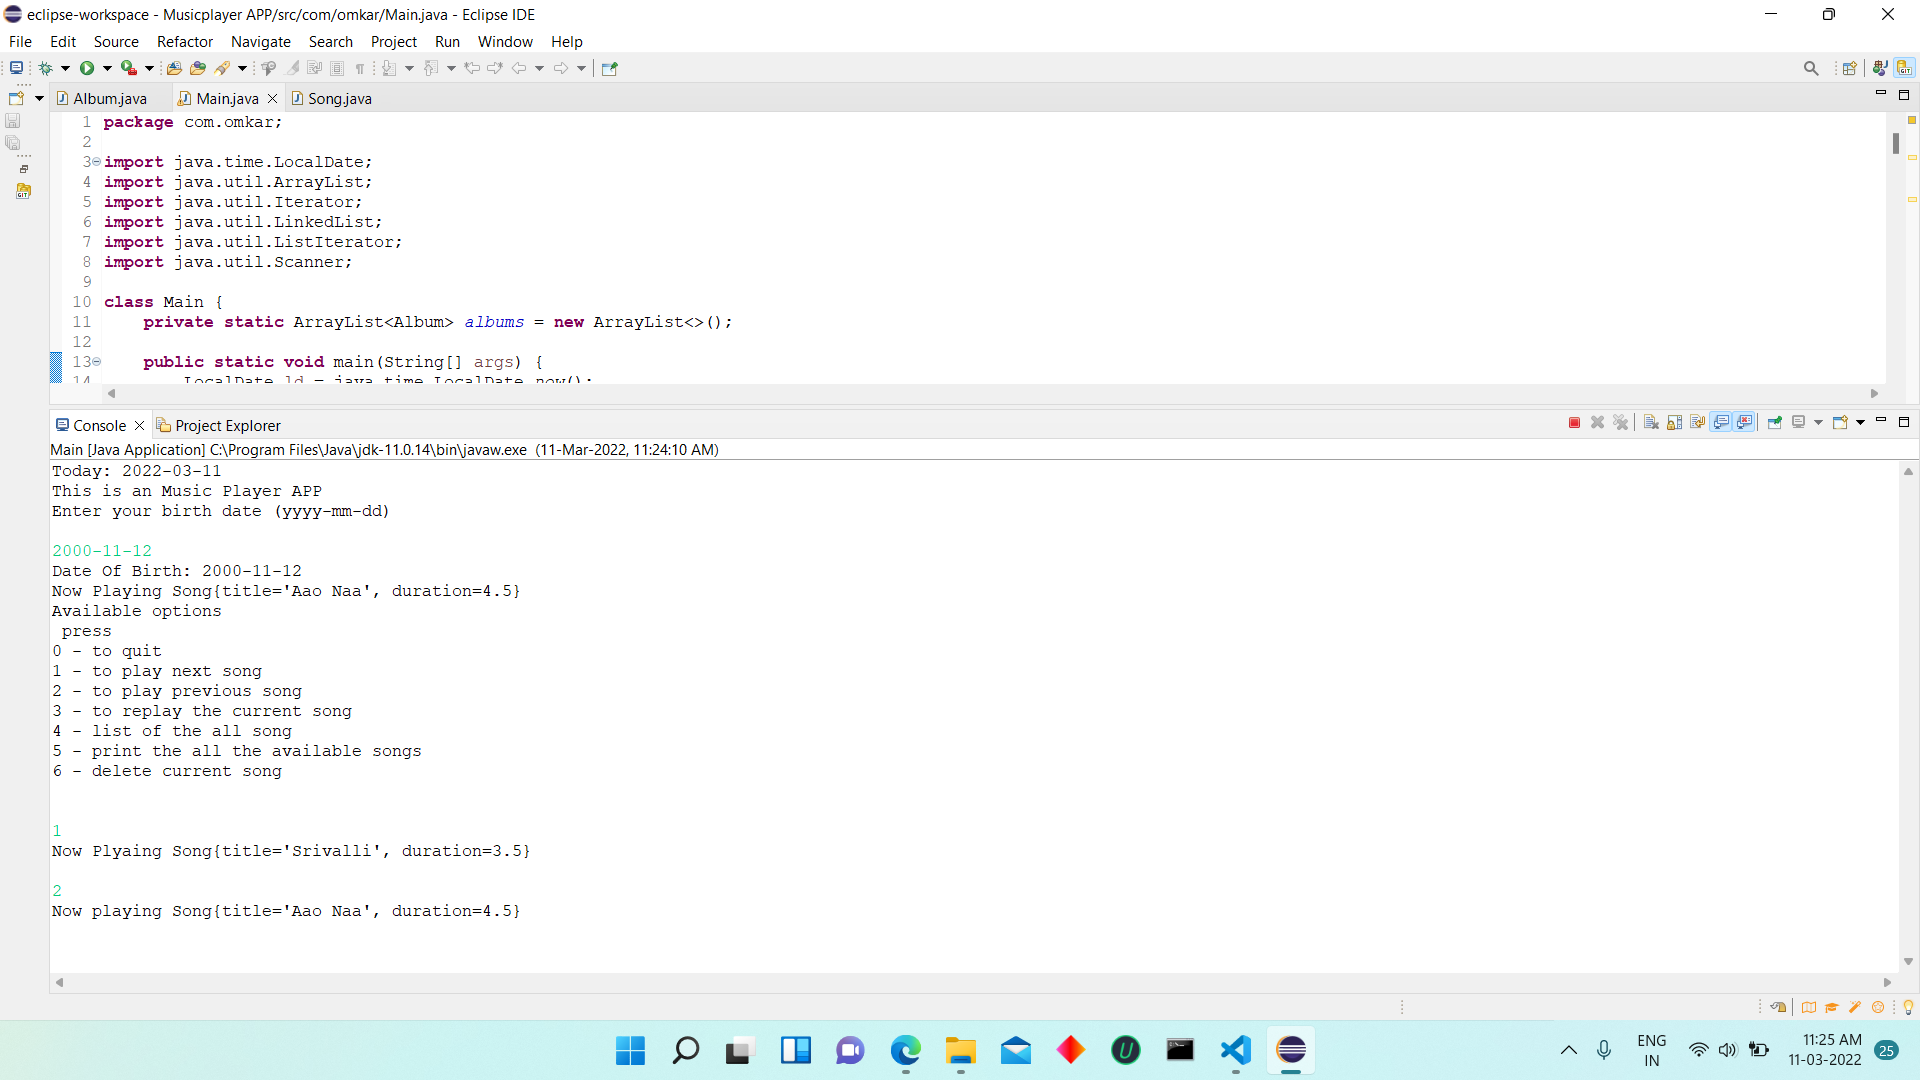 eclipse-workspace - Musicplayer APP/src/com/omkar/Main.java - Eclipse IDE
File Edit Source Refactor Navigate Search Project Run Window Help
Album.java Main.java Song.java
1 package com.omkar;
2
3 import java.time.LocalDate;
4 import java.util.ArrayList;
5 import java.util.Iterator;
6 import java.util.LinkedList;
7 import java.util.ListIterator;
8 import java.util.Scanner;
9
10 class Main {
11 private static ArrayList<Album> albums = new ArrayList<>();
12
13 public static void main(String[] args) {
14 LocalDate ld = java.time.LocalDate.now();
Console Project Explorer
Main [Java Application] C:\Program Files\Java\jdk-11.0.14\bin\javaw.exe (11-Mar-2022, 11:24:10 AM)
Today: 2022-03-11
This is an Music Player APP
Enter your birth date (yyyy-mm-dd)
2000-11-12
Date Of Birth: 2000-11-12
Now Playing Song{title='Aao Naa', duration=4.5}
Available options
press
0 - to quit
1 - to play next song
2 - to play previous song
3 - to replay the current song
4 - list of the all song
5 - print the all the available songs
6 - delete current song
1
Now Plyaing Song{title='Srivalli', duration=3.5}
2
Now playing Song{title='Aao Naa', duration=4.5}
ENG
IN
11:25 AM
11-03-2022
25